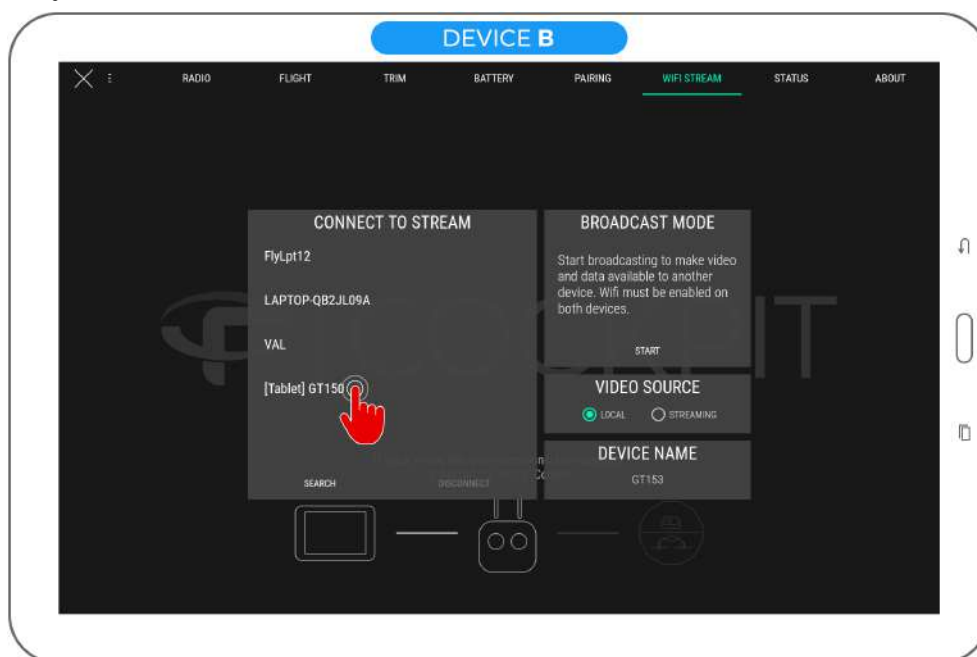 DEVICE B
RADIO FLIGHT TRIM BATTERY PAIRING WIFI STREAM STATUS ABOUT
CONNECT TO STREAM
FlyLpt12
LAPTOP-QB2JL09A
VAL
[Tablet] GT150
SEARCH DISCONNECT
BROADCAST MODE
Start broadcasting to make video
and data available to another
device. Wifi must be enabled on
both devices.
START
VIDEO SOURCE
LOCAL STREAMING
DEVICE NAME
GT153